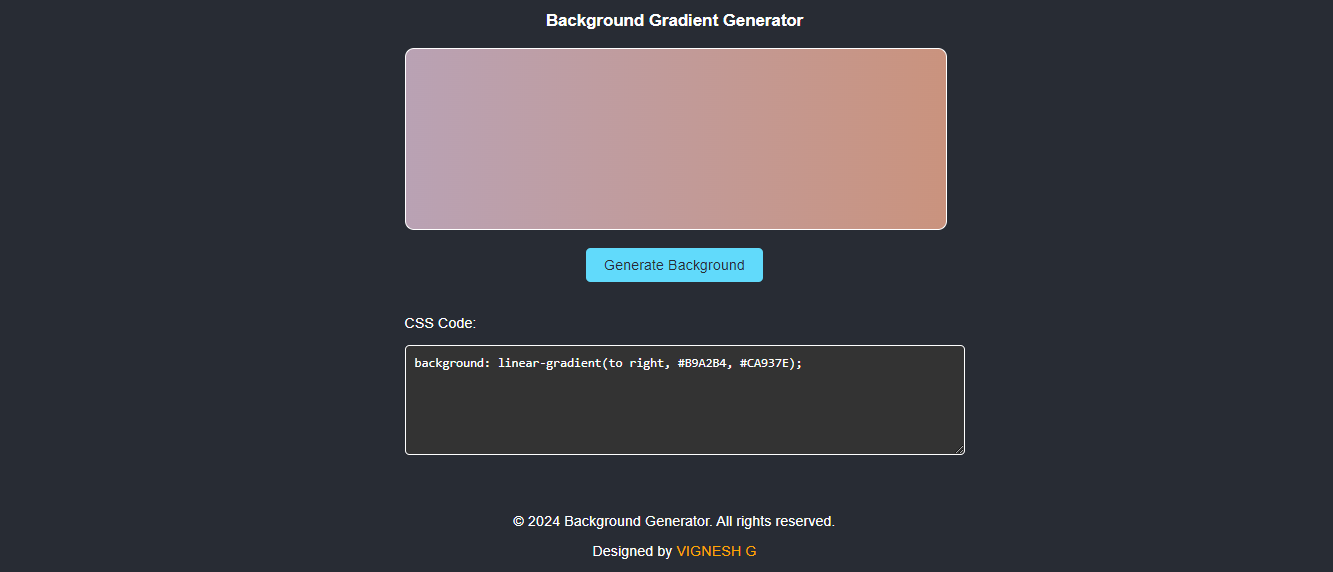 Background Gradient Generator
Generate Background
CSS Code:
background: linear-gradient(to right, #B9A2B4, #CA937E);
© 2024 Background Generator. All rights reserved.
Designed by VIGNESH G